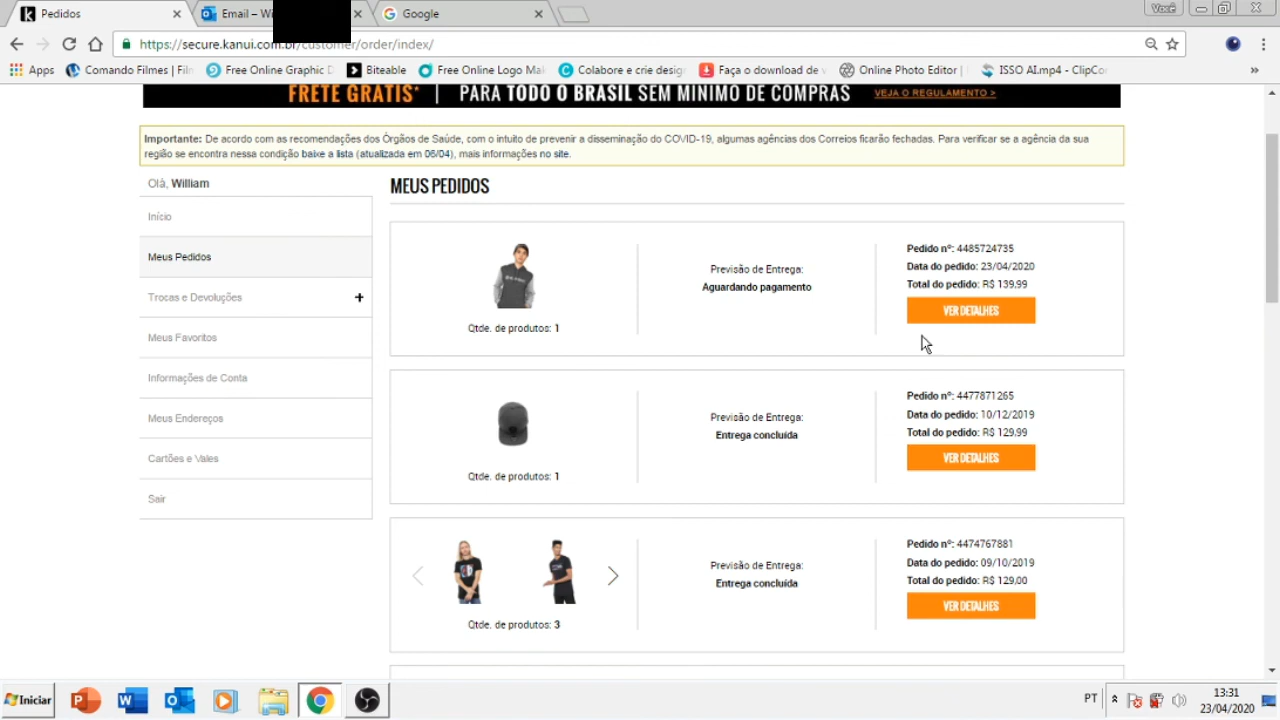 Pedidos
Email – Wi
Google
Você
https://secure.kanui.com.br/customer/order/index/
Apps
Comando Filmes | Film
Free Online Graphic D
Biteable
Free Online Logo Mak
Colabore e crie desig
Faça o download de v
Online Photo Editor |
ISSO AI.mp4 - ClipCo
»
FRETE GRATIS* | PARA TODO O BRASIL SEM MINIMO DE COMPRAS VEJA O REGULAMENTO >
Importante: De acordo com as recomendações dos Órgãos de Saúde, com o intuito de prevenir a disseminação do COVID-19, algumas agências dos Correios ficarão fechadas. Para verificar se a agência da sua
região se encontra nessa condição baixe a lista (atualizada em 06/04), mais informações no site.
Olá, William
Início
Meus Pedidos
Trocas e Devoluções +
Meus Favoritos
Informações de Conta
Meus Endereços
Cartões e Vales
Sair
MEUS PEDIDOS
Qtde. de produtos: 1
Previsão de Entrega:
Aguardando pagamento
Pedido nº: 4485724735
Data do pedido: 23/04/2020
Total do pedido: R$ 139,99
VER DETALHES
Qtde. de produtos: 1
Previsão de Entrega:
Entrega concluída
Pedido nº: 4477871265
Data do pedido: 10/12/2019
Total do pedido: R$ 129,99
VER DETALHES
Qtde. de produtos: 3
Previsão de Entrega:
Entrega concluída
Pedido nº: 4474767881
Data do pedido: 09/10/2019
Total do pedido: R$ 129,00
VER DETALHES
Iniciar
PT
13:31
23/04/2020